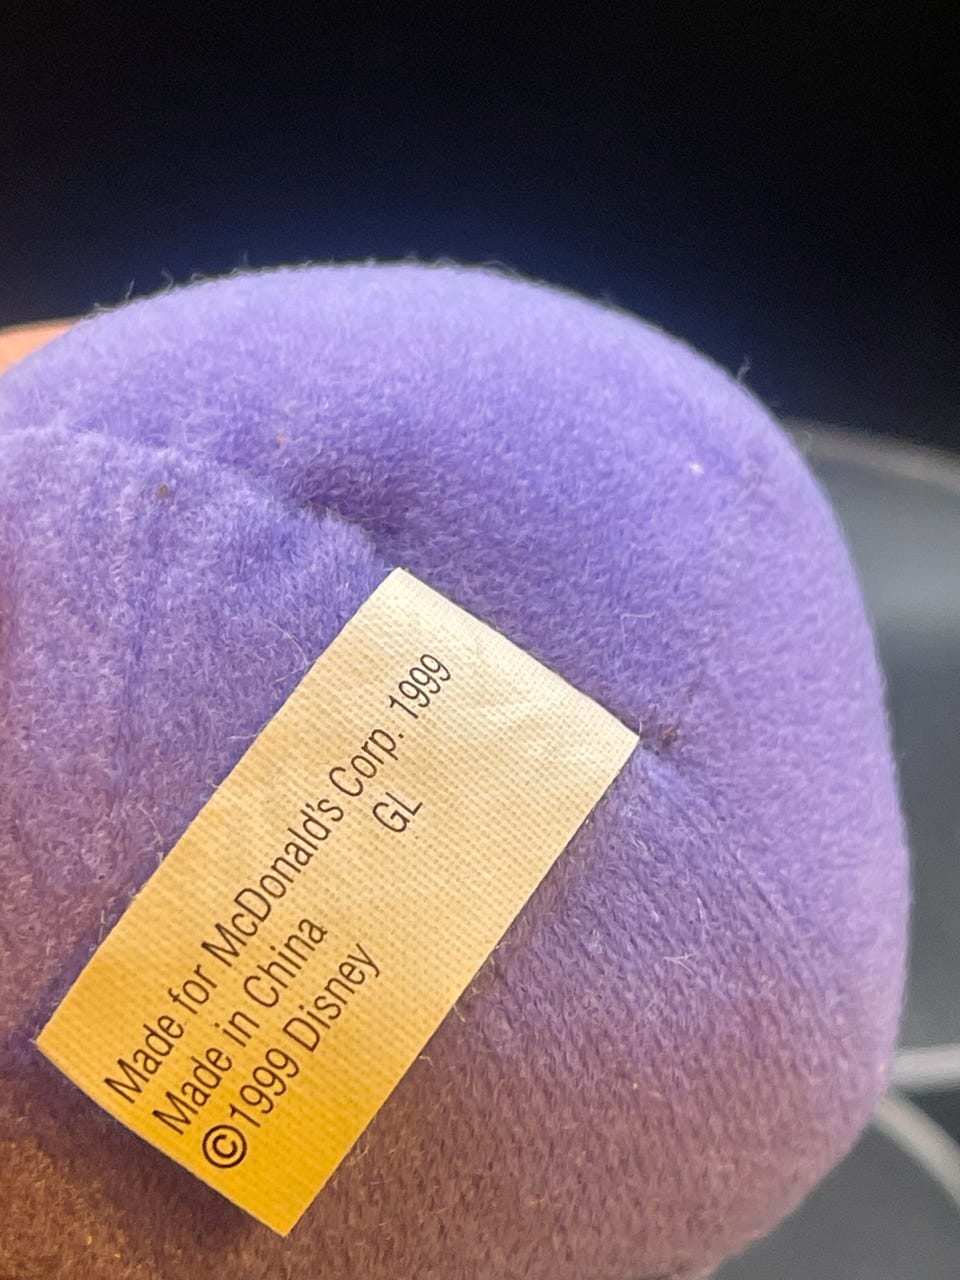 Made for McDonald's Corp. 1999
Made in China GL
©1999 Disney